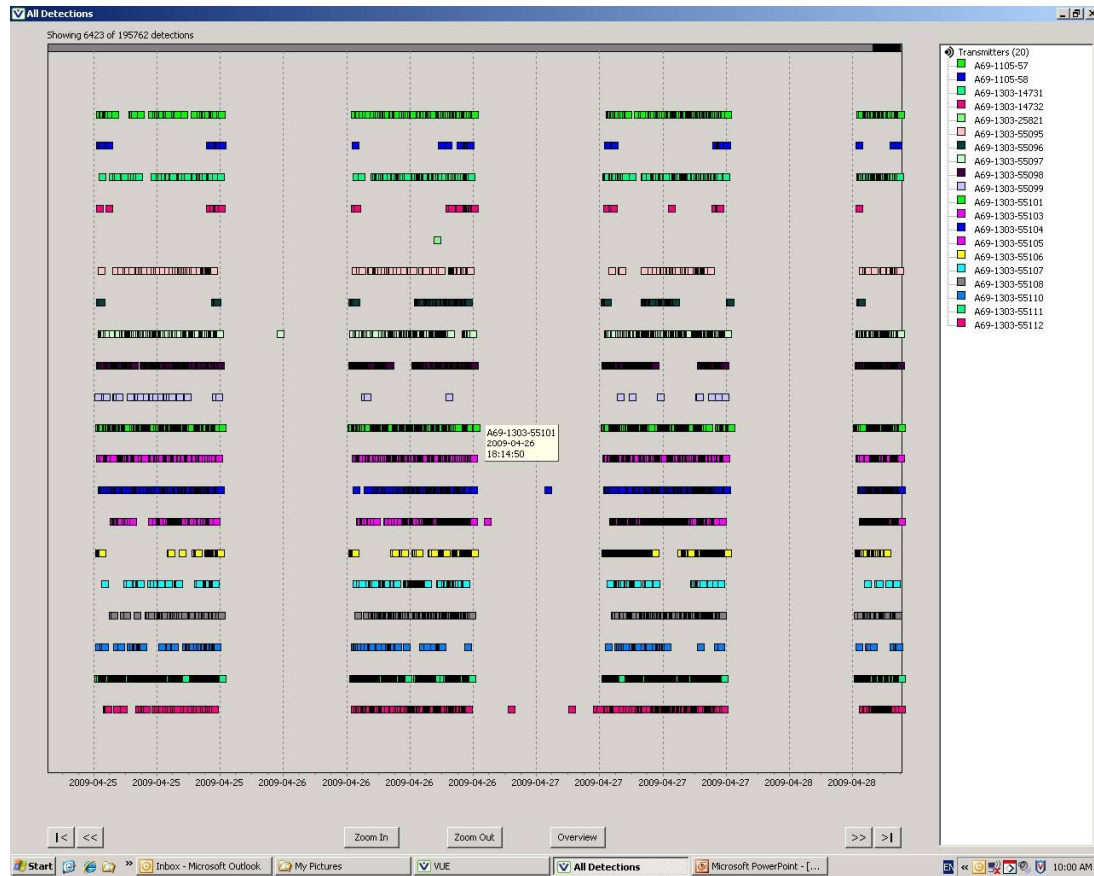 All Detections
Showing 6423 of 195762 detections
Transmitters (20)
A69-1105-57
A69-1105-58
A69-1303-14731
A69-1303-14732
A69-1303-25821
A69-1303-55095
A69-1303-55096
A69-1303-55097
A69-1303-55098
A69-1303-55099
A69-1303-55101
A69-1303-55103
A69-1303-55104
A69-1303-55105
A69-1303-55106
A69-1303-55107
A69-1303-55108
A69-1303-55110
A69-1303-55111
A69-1303-55112
A69-1303-55101
2009-04-26
18:14:50
2009-04-25 2009-04-25 2009-04-25 2009-04-26 2009-04-26 2009-04-26 2009-04-26 2009-04-27 2009-04-27 2009-04-27 2009-04-27 2009-04-28 2009-04-28
|< << Zoom In Zoom Out Overview >> >|
Start » Inbox - Microsoft Outlook My Pictures VUE All Detections Microsoft PowerPoint - [... EN « 10:00 AM